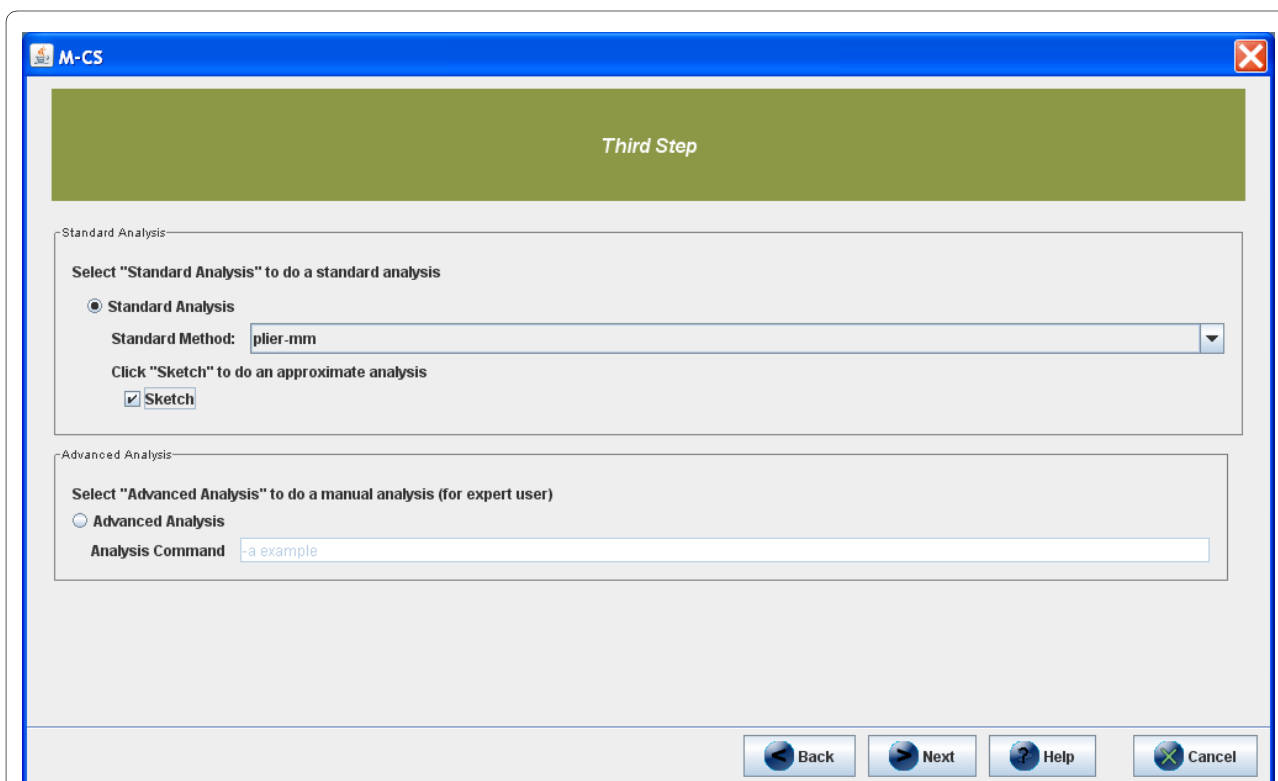 M-CS
Third Step
Standard Analysis
Select "Standard Analysis" to do a standard analysis
Standard Analysis
Standard Method: plier-mm
Click "Sketch" to do an approximate analysis
Sketch
Advanced Analysis
Select "Advanced Analysis" to do a manual analysis (for expert user)
Advanced Analysis
Analysis Command -a example
< Back > Next ? Help Cancel